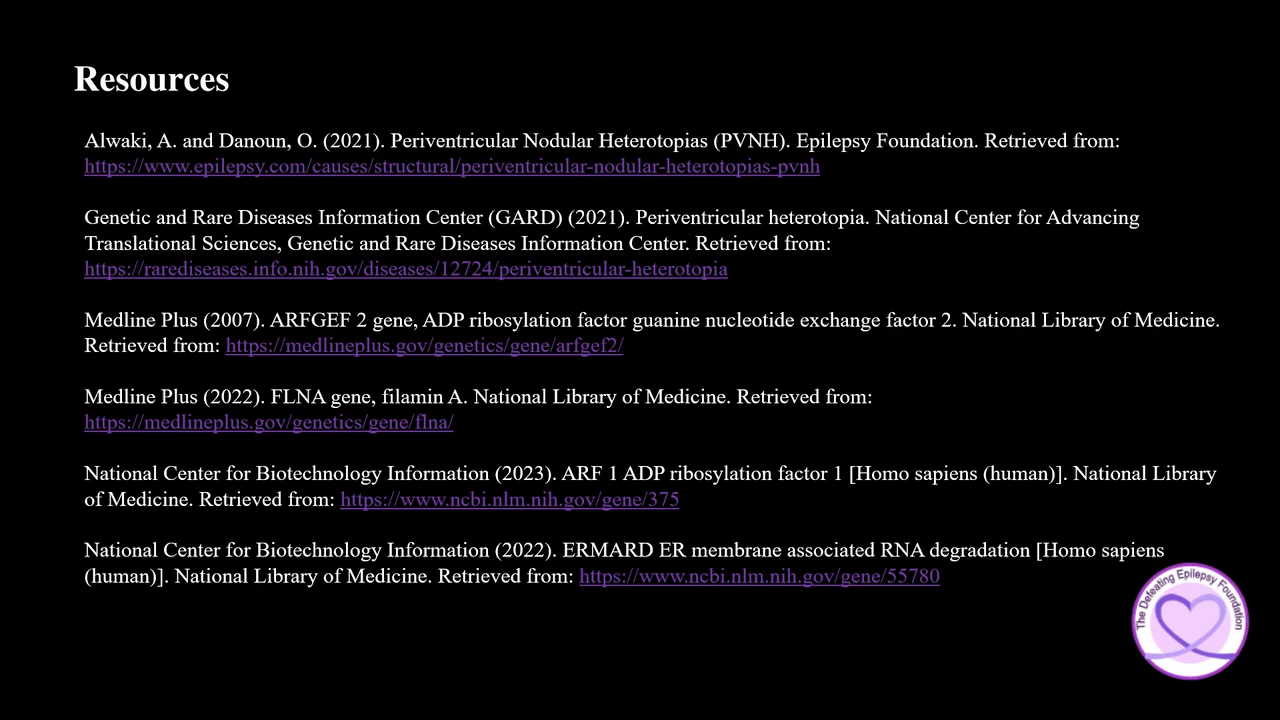 Resources
Alwaki, A. and Danoun, O. (2021). Periventricular Nodular Heterotopias (PVNH). Epilepsy Foundation. Retrieved from:
https://www.epilepsy.com/causes/structural/periventricular-nodular-heterotopias-pvnh
Genetic and Rare Diseases Information Center (GARD) (2021). Periventricular heterotopia. National Center for Advancing
Translational Sciences, Genetic and Rare Diseases Information Center. Retrieved from:
https://rarediseases.info.nih.gov/diseases/12724/periventricular-heterotopia
Medline Plus (2007). ARFGEF 2 gene, ADP ribosylation factor guanine nucleotide exchange factor 2. National Library of Medicine.
Retrieved from: https://medlineplus.gov/genetics/gene/arfgef2/
Medline Plus (2022). FLNA gene, filamin A. National Library of Medicine. Retrieved from:
https://medlineplus.gov/genetics/gene/flna/
National Center for Biotechnology Information (2023). ARF 1 ADP ribosylation factor 1 [Homo sapiens (human)]. National Library
of Medicine. Retrieved from: https://www.ncbi.nlm.nih.gov/gene/375
National Center for Biotechnology Information (2022). ERMARD ER membrane associated RNA degradation [Homo sapiens
(human)]. National Library of Medicine. Retrieved from: https://www.ncbi.nlm.nih.gov/gene/55780
The Defeating Epilepsy Foundation